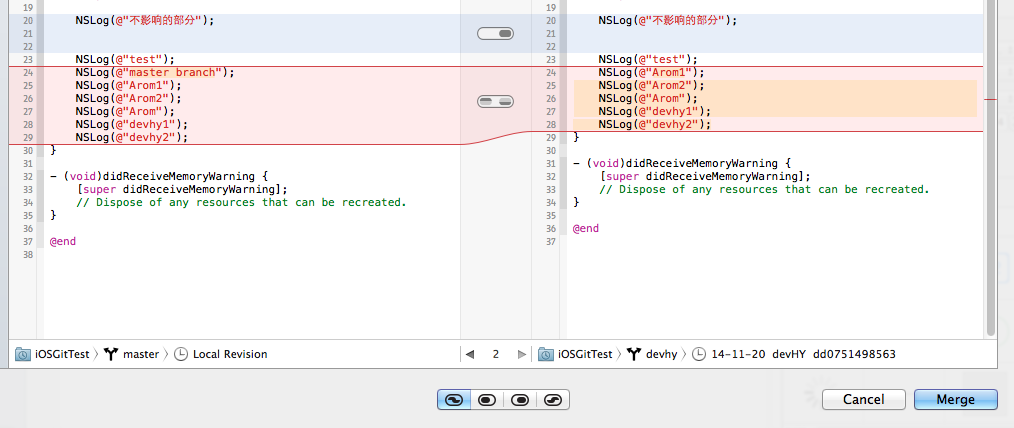 19
20 NSLog(@"不影响的部分");
21
22
23 NSLog(@"test");
24 NSLog(@"master branch");
25 NSLog(@"Arom1");
26 NSLog(@"Arom2");
27 NSLog(@"Arom");
28 NSLog(@"devhy1");
29 NSLog(@"devhy2");
30 }
31
32 - (void)didReceiveMemoryWarning {
33 [super didReceiveMemoryWarning];
34 // Dispose of any resources that can be recreated.
35 }
36
37 @end
38
19
20 NSLog(@"不影响的部分");
21
22
23 NSLog(@"test");
24 NSLog(@"Arom1");
25 NSLog(@"Arom2");
26 NSLog(@"Arom");
27 NSLog(@"devhy1");
28 NSLog(@"devhy2");
29 }
30
31 - (void)didReceiveMemoryWarning {
32 [super didReceiveMemoryWarning];
33 // Dispose of any resources that can be recreated.
34 }
35
36 @end
37
iOSGitTest master Local Revision
2
iOSGitTest devhy 14-11-20 devHY dd0751498563
Cancel
Merge